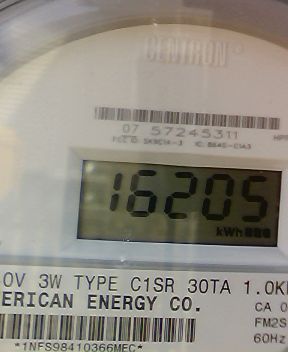 CENTRON®
07 57245311
16205
kWh
0V 3W TYPE C1SR 30TA 1.0K
ERICAN ENERGY CO.
CA 0
FM2S
60Hz
*1NFS98410366MEC*